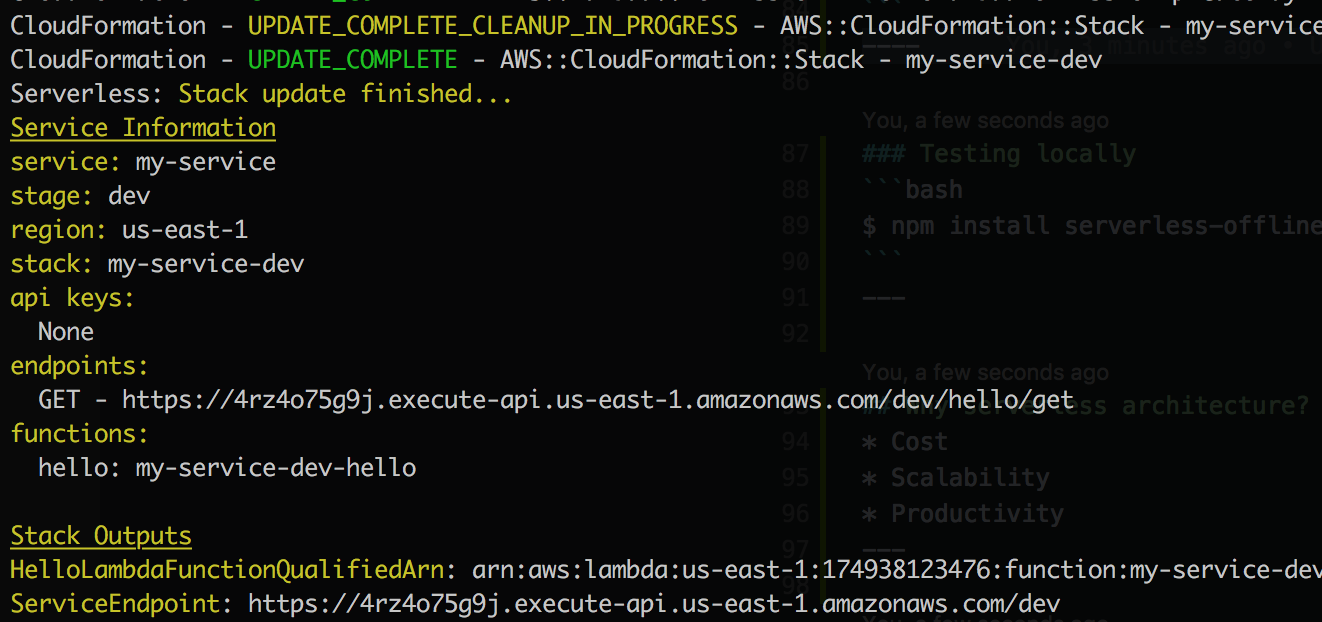 CloudFormation - UPDATE_COMPLETE_CLEANUP_IN_PROGRESS - AWS::CloudFormation::Stack - my-service
CloudFormation - UPDATE_COMPLETE - AWS::CloudFormation::Stack - my-service-dev
Serverless: Stack update finished...
Service Information
service: my-service
stage: dev
region: us-east-1
stack: my-service-dev
api keys:
None
endpoints:
GET - https://4rz4o75g9j.execute-api.us-east-1.amazonaws.com/dev/hello/get
functions:
hello: my-service-dev-hello
Stack Outputs
HelloLambdaFunctionQualifiedArn: arn:aws:lambda:us-east-1:174938123476:function:my-service-dev
ServiceEndpoint: https://4rz4o75g9j.execute-api.us-east-1.amazonaws.com/dev
minutes ago
86
You, a few seconds ago
87 ### Testing locally
88 ```bash
89 $ npm install serverless-offline
90 ```
91 ---
92
You, a few seconds ago
architecture?
94 * Cost
95 * Scalability
96 * Productivity
97 ---